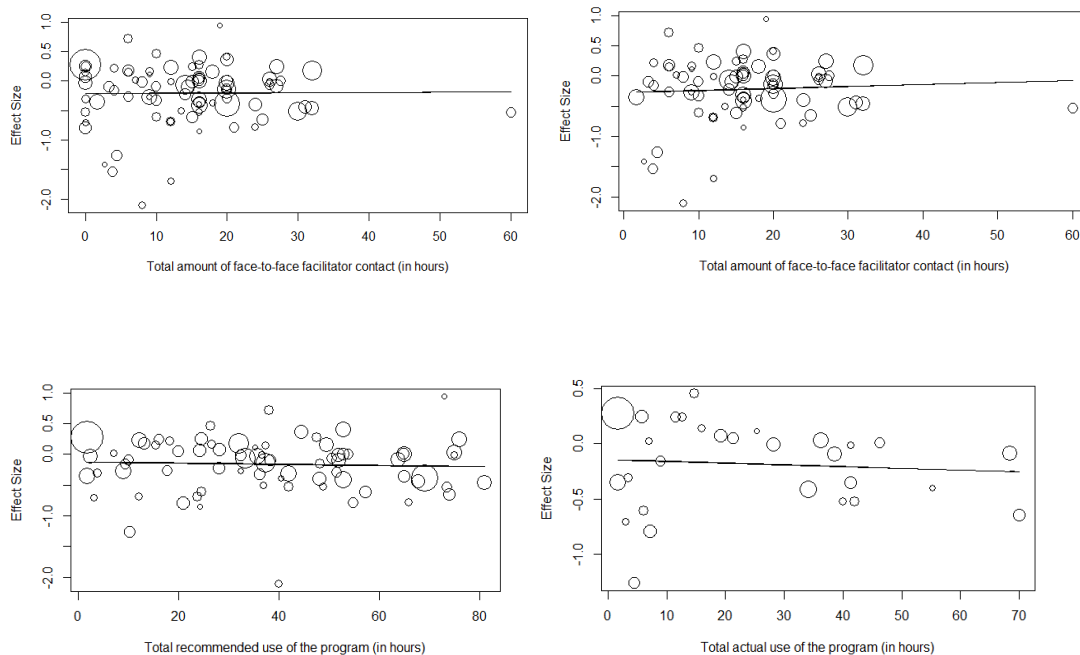 Effect Size
1.0
0.5
0.0
-1.0
-2.0
0 10 20 30 40 50 60
Total amount of face-to-face facilitator contact (in hours)
Effect Size
1.0
0.5
0.0
-1.0
-2.0
0 10 20 30 40 50 60
Total amount of face-to-face facilitator contact (in hours)
Effect Size
1.0
0.5
0.0
-1.0
-2.0
0 20 40 60 80
Total recommended use of the program (in hours)
Effect Size
0.5
0.0
-0.5
-1.0
0 10 20 30 40 50 60 70
Total actual use of the program (in hours)